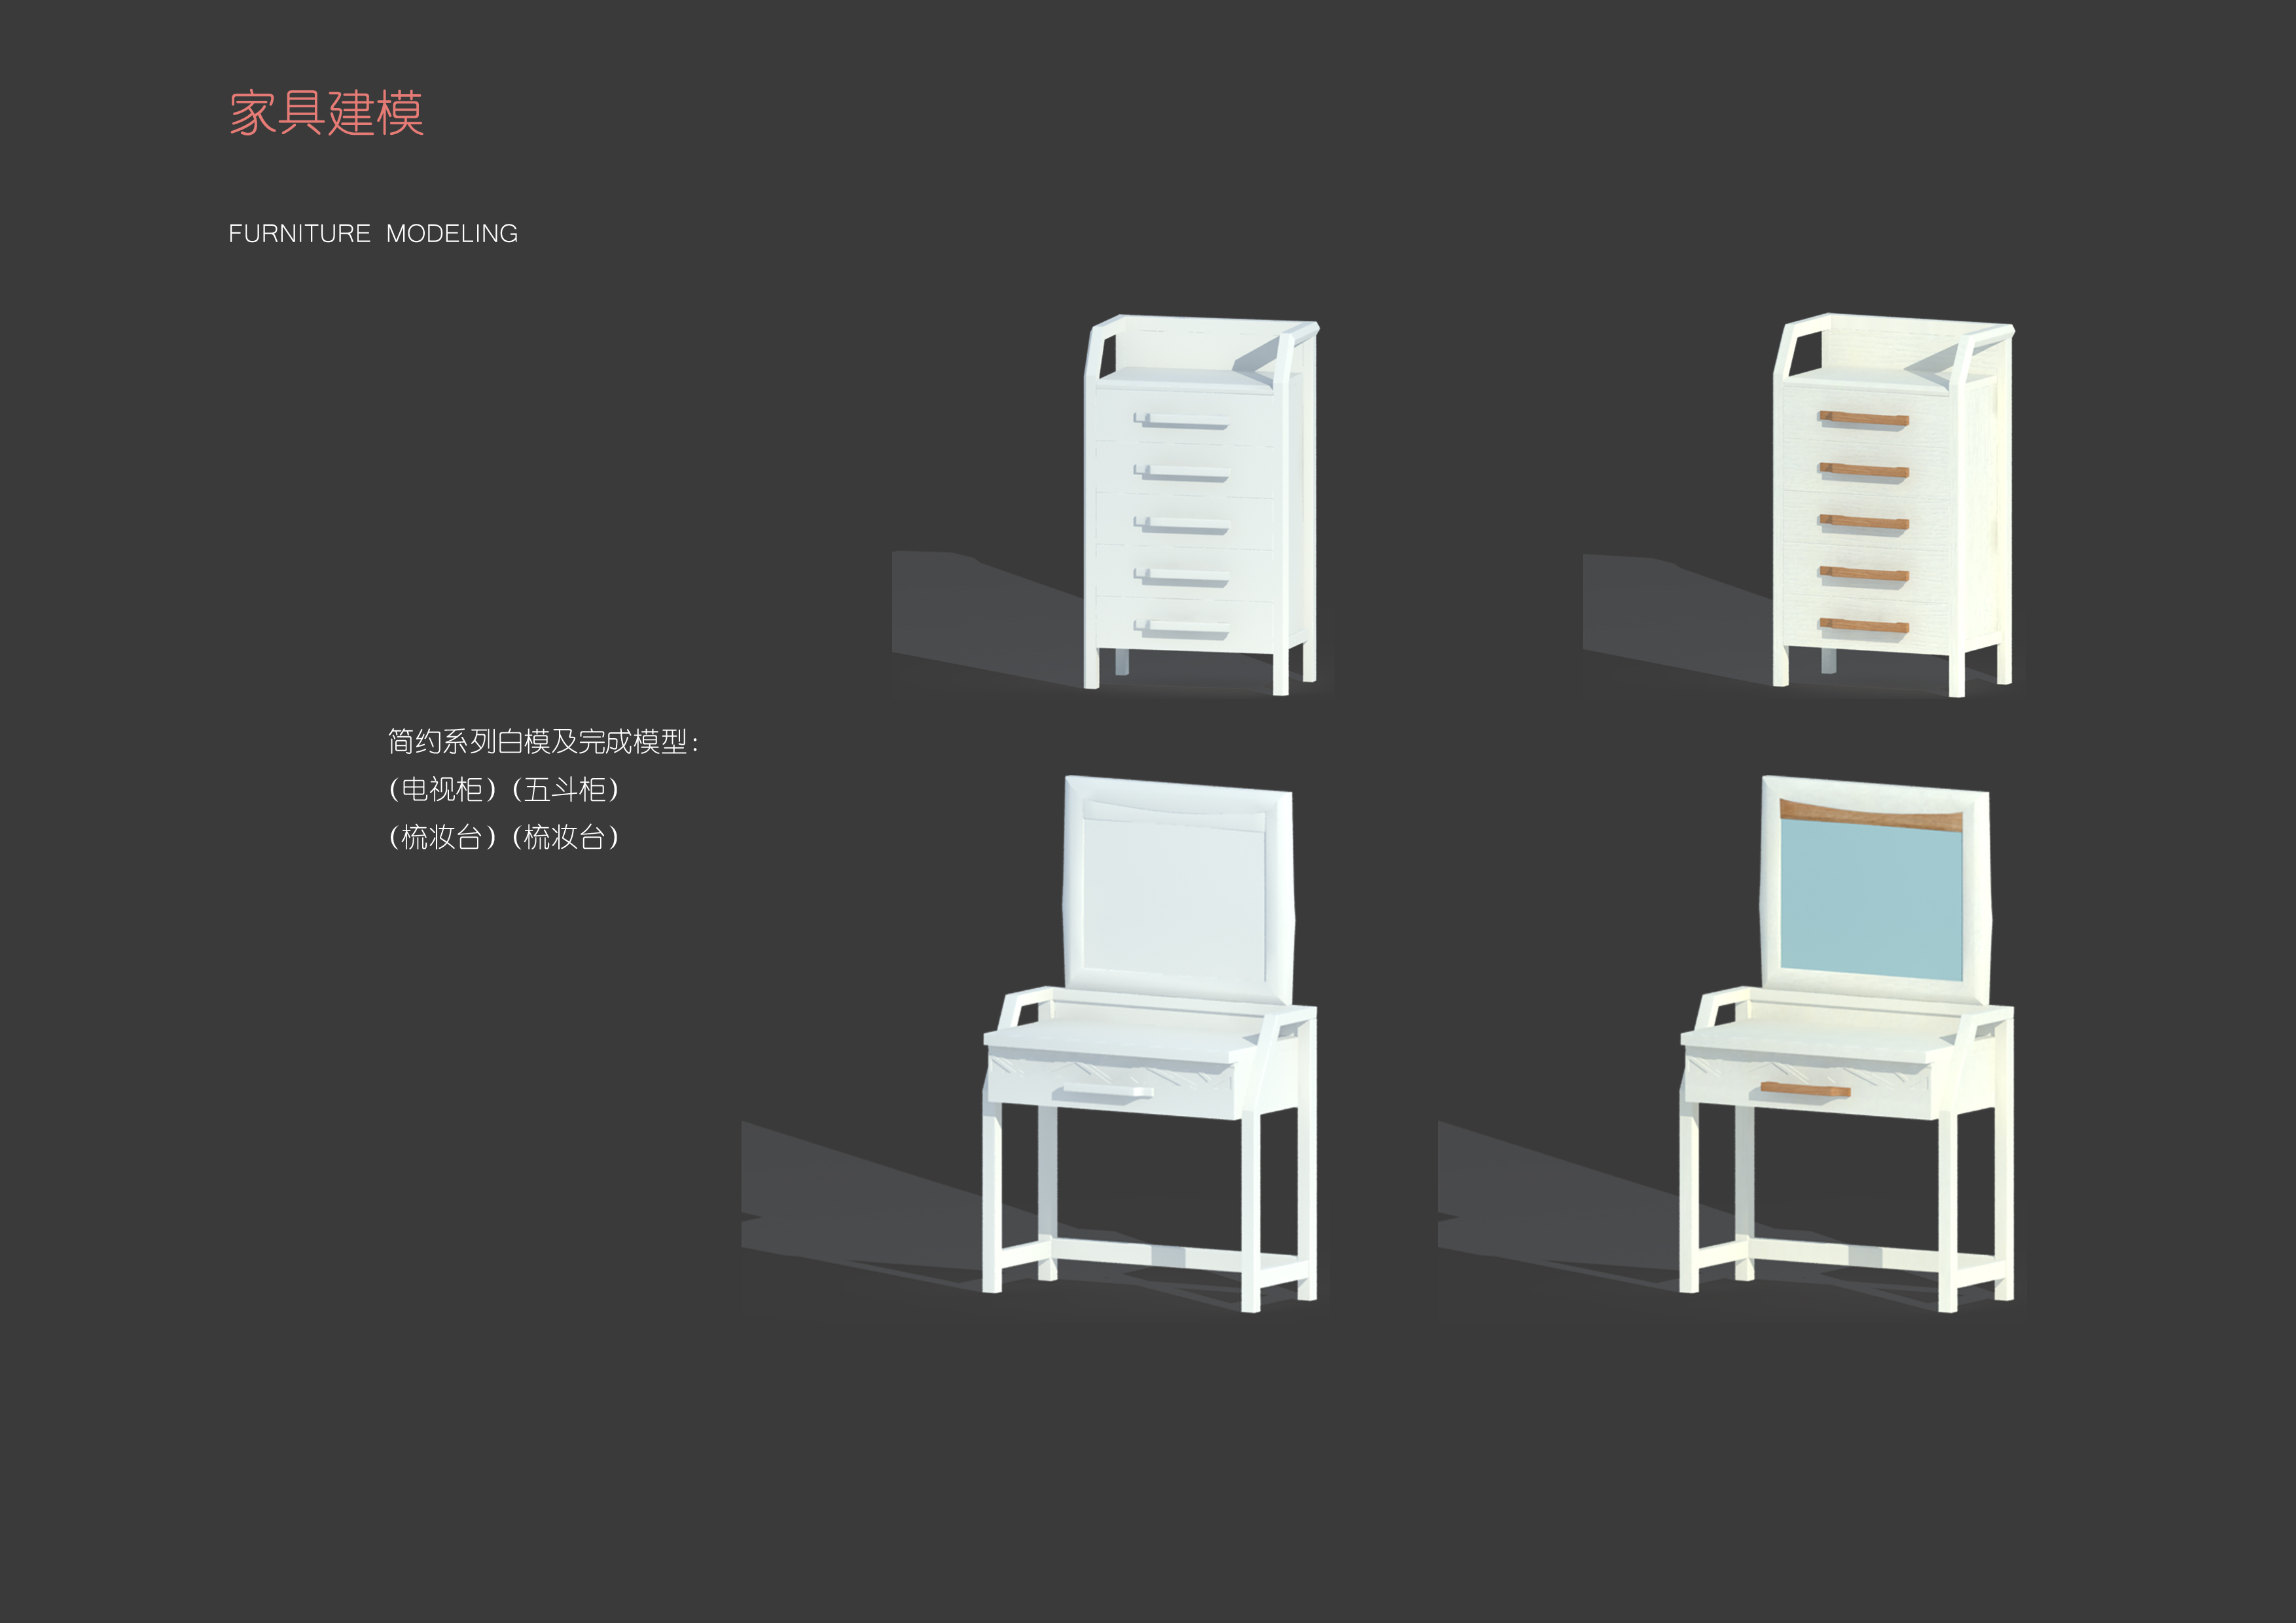 家具建模
FURNITURE MODELING
简约系列白模及完成模型：
（电视柜）（五斗柜）
（梳妆台）（梳妆台）